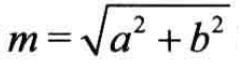 m = √(a² + b²)